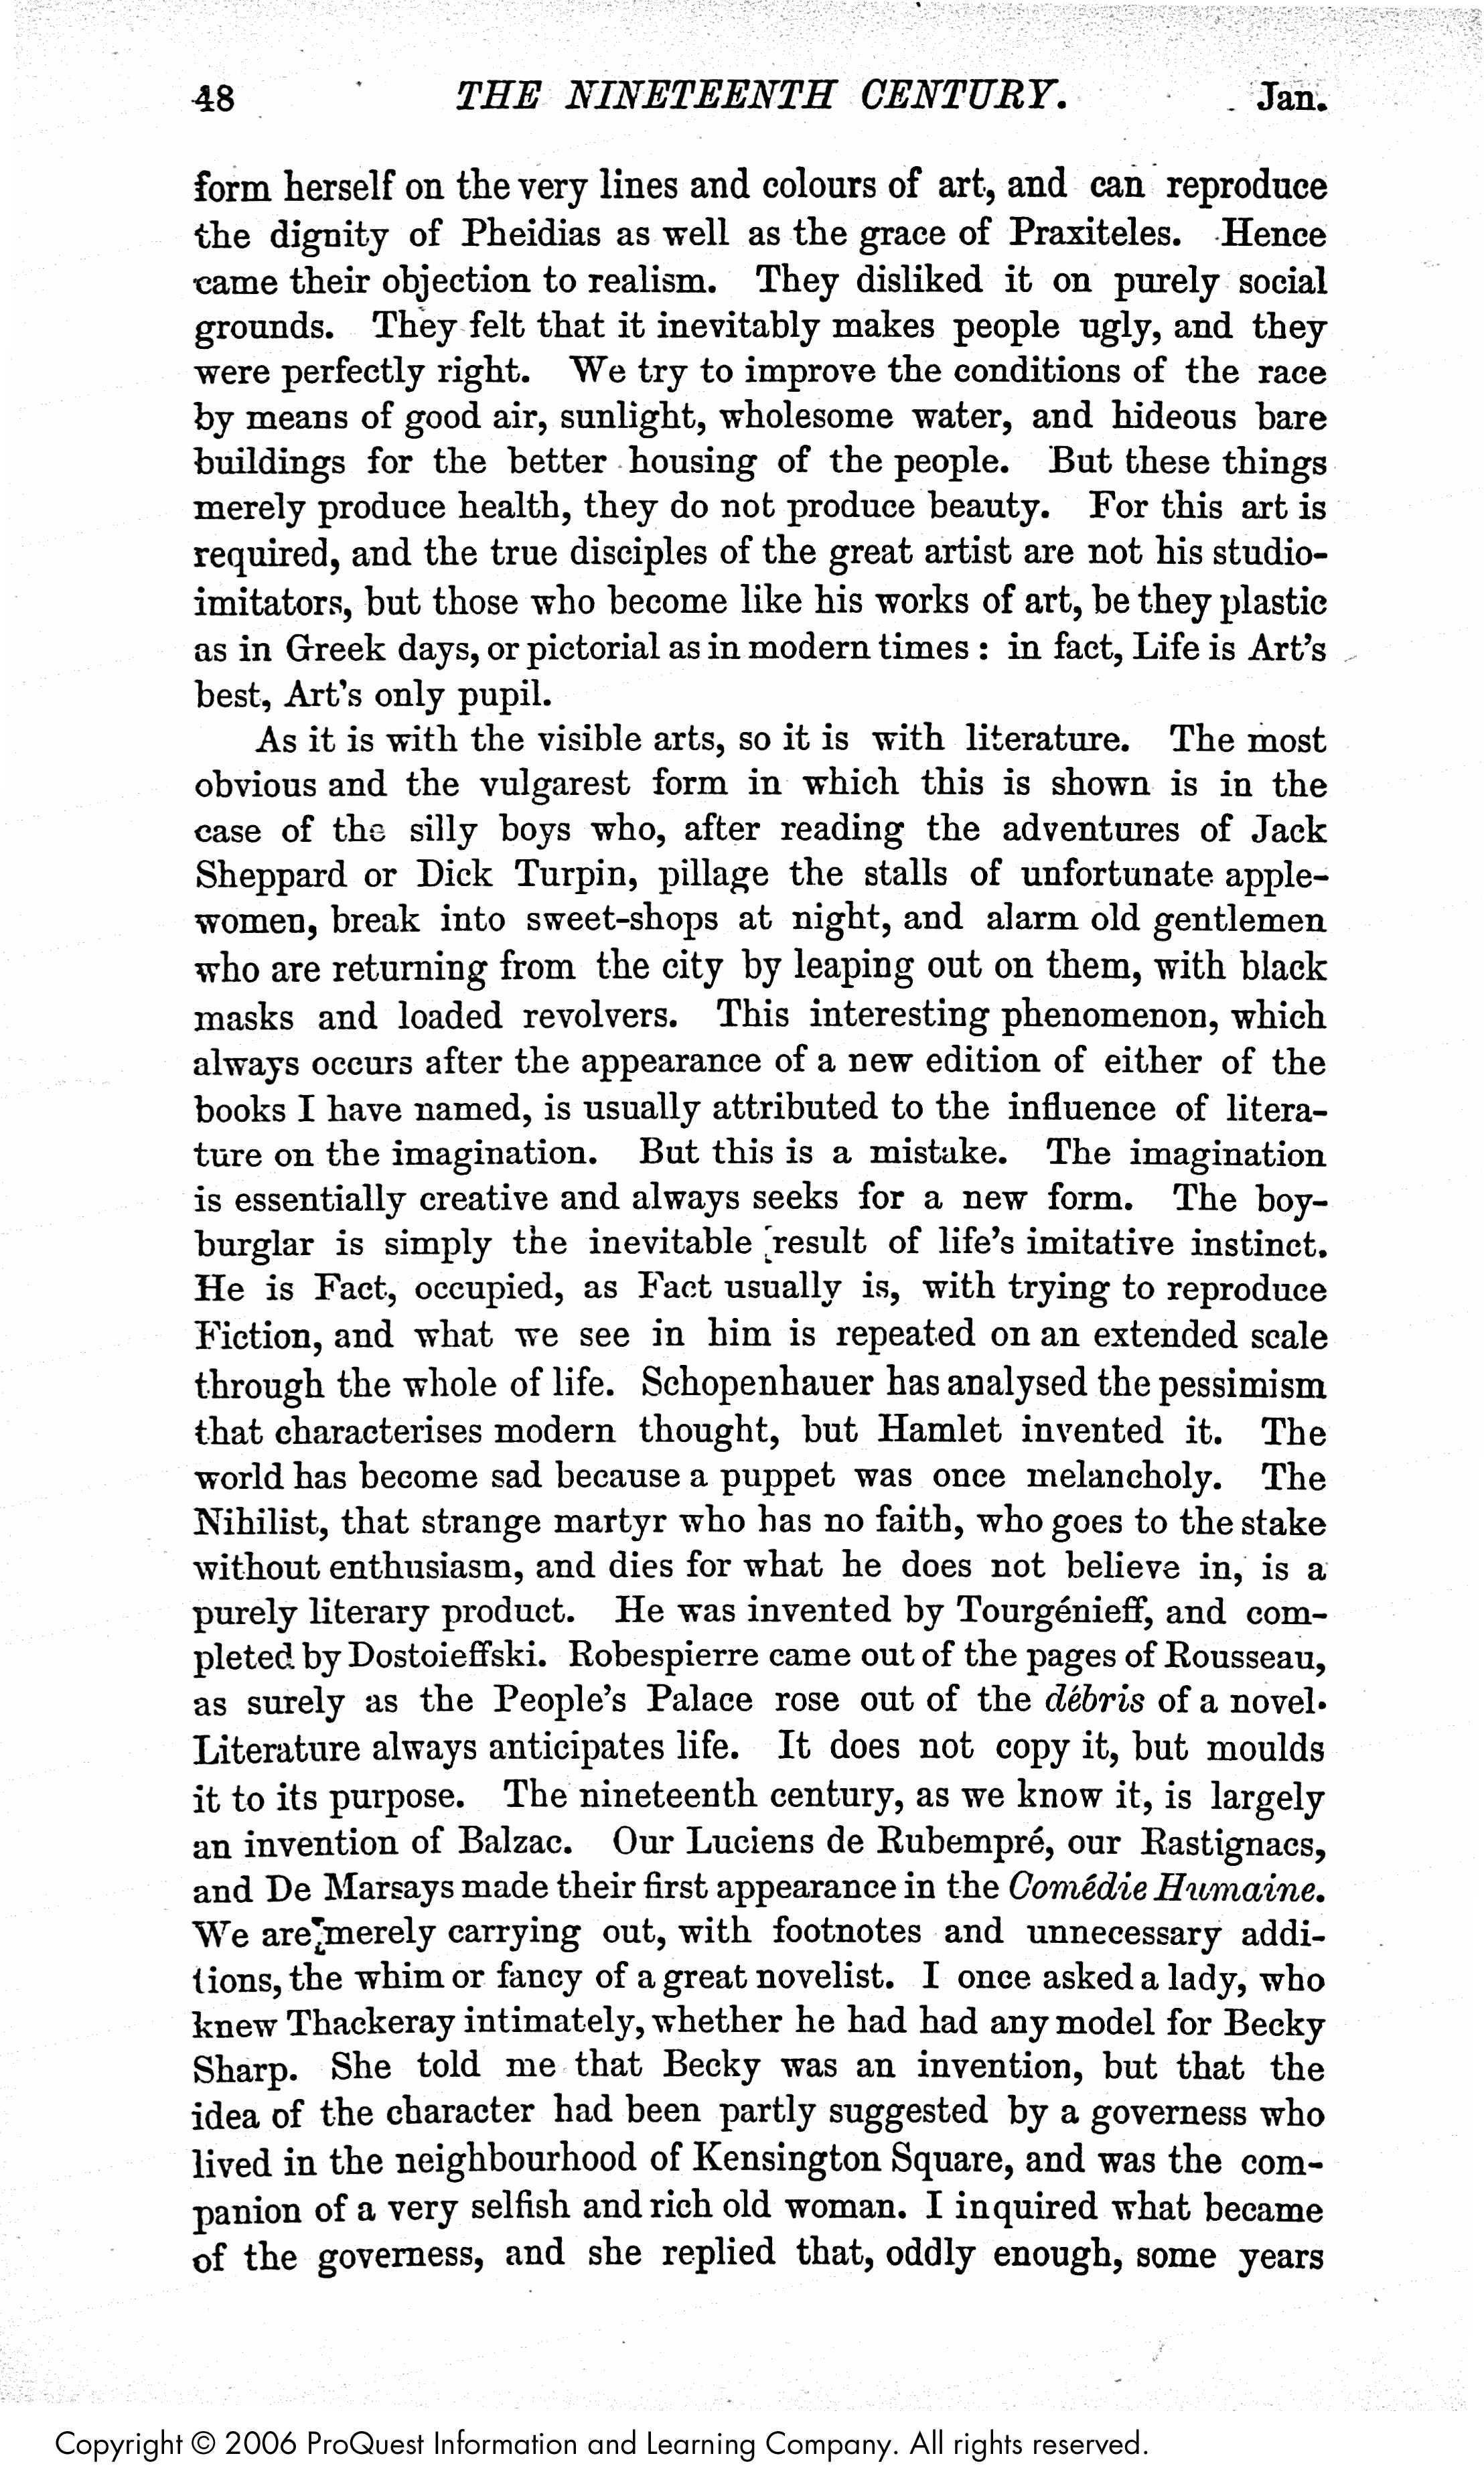 48 THE NINETEENTH CENTURY. Jan.
form herself on the very lines and colours of art, and can reproduce
the dignity of Pheidias as well as the grace of Praxiteles. Hence
came their objection to realism. They disliked it on purely social
grounds. They felt that it inevitably makes people ugly, and they
were perfectly right. We try to improve the conditions of the race
by means of good air, sunlight, wholesome water, and hideous bare
buildings for the better housing of the people. But these things
merely produce health, they do not produce beauty. For this art is
required, and the true disciples of the great artist are not his studio-
imitators, but those who become like his works of art, be they plastic
as in Greek days, or pictorial as in modern times : in fact, Life is Art's
best, Art's only pupil.
As it is with the visible arts, so it is with literature. The most
obvious and the vulgarest form in which this is shown is in the
case of the silly boys who, after reading the adventures of Jack
Sheppard or Dick Turpin, pillage the stalls of unfortunate apple-
women, break into sweet-shops at night, and alarm old gentlemen
who are returning from the city by leaping out on them, with black
masks and loaded revolvers. This interesting phenomenon, which
always occurs after the appearance of a new edition of either of the
books I have named, is usually attributed to the influence of litera-
ture on the imagination. But this is a mistake. The imagination
is essentially creative and always seeks for a new form. The boy-
burglar is simply the inevitable result of life's imitative instinct.
He is Fact, occupied, as Fact usually is, with trying to reproduce
Fiction, and what we see in him is repeated on an extended scale
through the whole of life. Schopenhauer has analysed the pessimism
that characterises modern thought, but Hamlet invented it. The
world has become sad because a puppet was once melancholy. The
Nihilist, that strange martyr who has no faith, who goes to the stake
without enthusiasm, and dies for what he does not believe in, is a
purely literary product. He was invented by Tourgénieff, and com-
pleted by Dostoieffski. Robespierre came out of the pages of Rousseau,
as surely as the People's Palace rose out of the débris of a novel.
Literature always anticipates life. It does not copy it, but moulds
it to its purpose. The nineteenth century, as we know it, is largely
an invention of Balzac. Our Luciens de Rubempré, our Rastignacs,
and De Marsays made their first appearance in the Comédie Humaine.
We are merely carrying out, with footnotes and unnecessary addi-
tions, the whim or fancy of a great novelist. I once asked a lady, who
knew Thackeray intimately, whether he had had any model for Becky
Sharp. She told me that Becky was an invention, but that the
idea of the character had been partly suggested by a governess who
lived in the neighbourhood of Kensington Square, and was the com-
panion of a very selfish and rich old woman. I inquired what became
of the governess, and she replied that, oddly enough, some years
Copyright © 2006 ProQuest Information and Learning Company. All rights reserved.